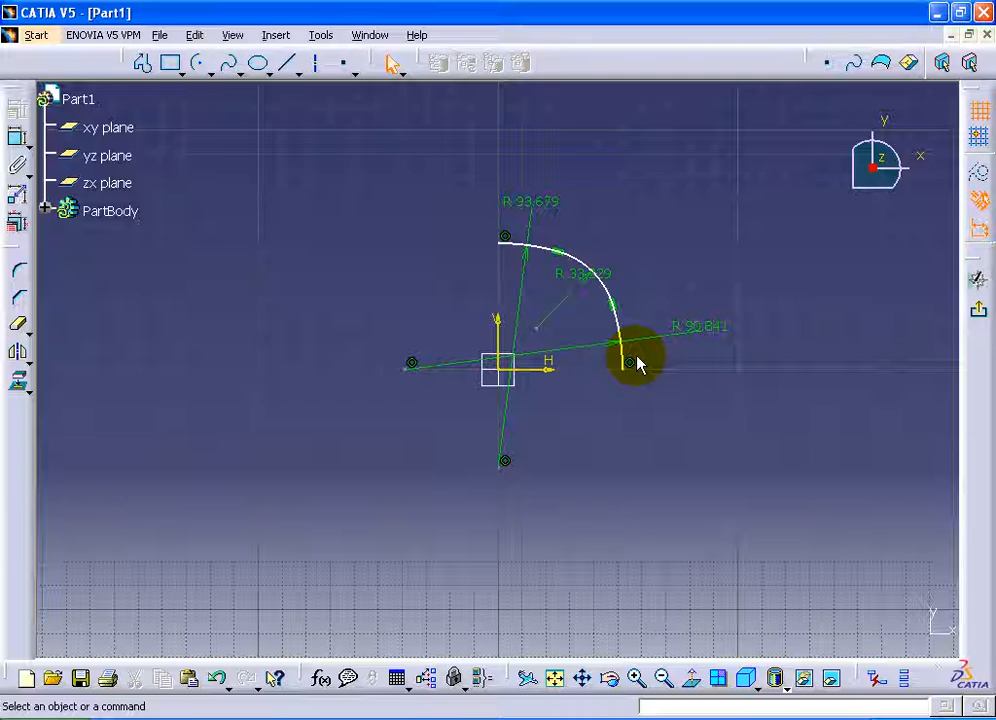 CATIA V5 - [Part1]
Start ENOVIA V5 VPM File Edit View Insert Tools Window Help
Part1
xy plane
yz plane
zx plane
PartBody
y
x
z
R 93.679
R 90.841
V
H
y
x
f(x)
CATIA
Select an object or a command